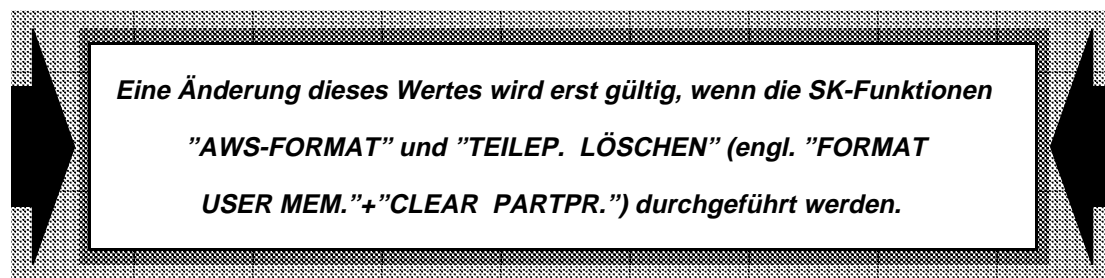 Eine Änderung dieses Wertes wird erst gültig, wenn die SK-Funktionen
”AWS-FORMAT” und ”TEILEP. LÖSCHEN” (engl. ”FORMAT
USER MEM.”+”CLEAR PARTPR.”) durchgeführt werden.